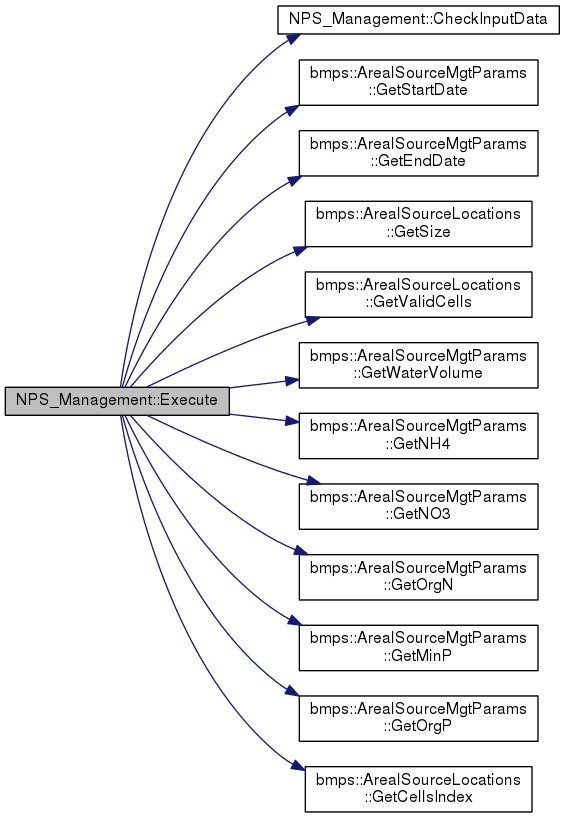 NPS_Management::CheckInputData
bmps::ArealSourceMgtParams
::GetStartDate
bmps::ArealSourceMgtParams
::GetEndDate
bmps::ArealSourceLocations
::GetSize
bmps::ArealSourceLocations
::GetValidCells
bmps::ArealSourceMgtParams
::GetWaterVolume
NPS_Management::Execute
bmps::ArealSourceMgtParams
::GetNH4
bmps::ArealSourceMgtParams
::GetNO3
bmps::ArealSourceMgtParams
::GetOrgN
bmps::ArealSourceMgtParams
::GetMinP
bmps::ArealSourceMgtParams
::GetOrgP
bmps::ArealSourceLocations
::GetCellsIndex